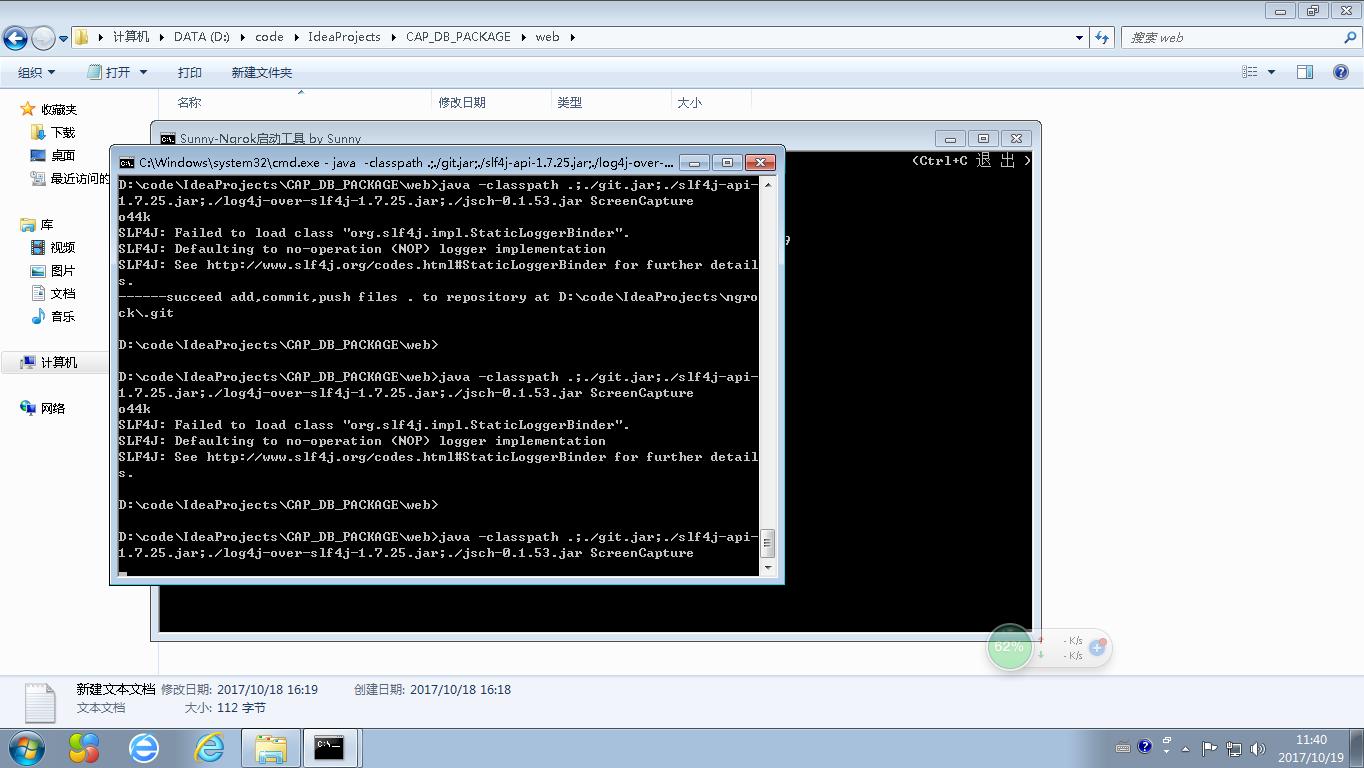 计算机 ▸ DATA (D:) ▸ code ▸ IdeaProjects ▸ CAP_DB_PACKAGE ▸ web ▸
搜索 web
组织 打开 打印 新建文件夹
名称 修改日期 类型 大小
收藏夹
下载
桌面
最近访问的
库
视频
图片
文档
音乐
计算机
网络
Sunny-Ngrok启动工具 by Sunny
(Ctrl+C 退出)
C:\Windows\system32\cmd.exe - java -classpath .;./git.jar;./slf4j-api-1.7.25.jar;./log4j-over-...
D:\code\IdeaProjects\CAP_DB_PACKAGE\web>java -classpath .;./git.jar;./slf4j-api-
1.7.25.jar;./log4j-over-slf4j-1.7.25.jar;./jsch-0.1.53.jar ScreenCapture
o44k
SLF4J: Failed to load class "org.slf4j.impl.StaticLoggerBinder".
SLF4J: Defaulting to no-operation (NOP) logger implementation
SLF4J: See http://www.slf4j.org/codes.html#StaticLoggerBinder for further detail
s.
------succeed add,commit,push files . to repository at D:\code\IdeaProjects\ngro
ck\.git
D:\code\IdeaProjects\CAP_DB_PACKAGE\web>
D:\code\IdeaProjects\CAP_DB_PACKAGE\web>java -classpath .;./git.jar;./slf4j-api-
1.7.25.jar;./log4j-over-slf4j-1.7.25.jar;./jsch-0.1.53.jar ScreenCapture
o44k
SLF4J: Failed to load class "org.slf4j.impl.StaticLoggerBinder".
SLF4J: Defaulting to no-operation (NOP) logger implementation
SLF4J: See http://www.slf4j.org/codes.html#StaticLoggerBinder for further detail
s.
D:\code\IdeaProjects\CAP_DB_PACKAGE\web>
D:\code\IdeaProjects\CAP_DB_PACKAGE\web>java -classpath .;./git.jar;./slf4j-api-
1.7.25.jar;./log4j-over-slf4j-1.7.25.jar;./jsch-0.1.53.jar ScreenCapture
62%
- K/s
- K/s
新建文本文档 修改日期: 2017/10/18 16:19 创建日期: 2017/10/18 16:18
文本文档 大小: 112 字节
11:40
2017/10/19